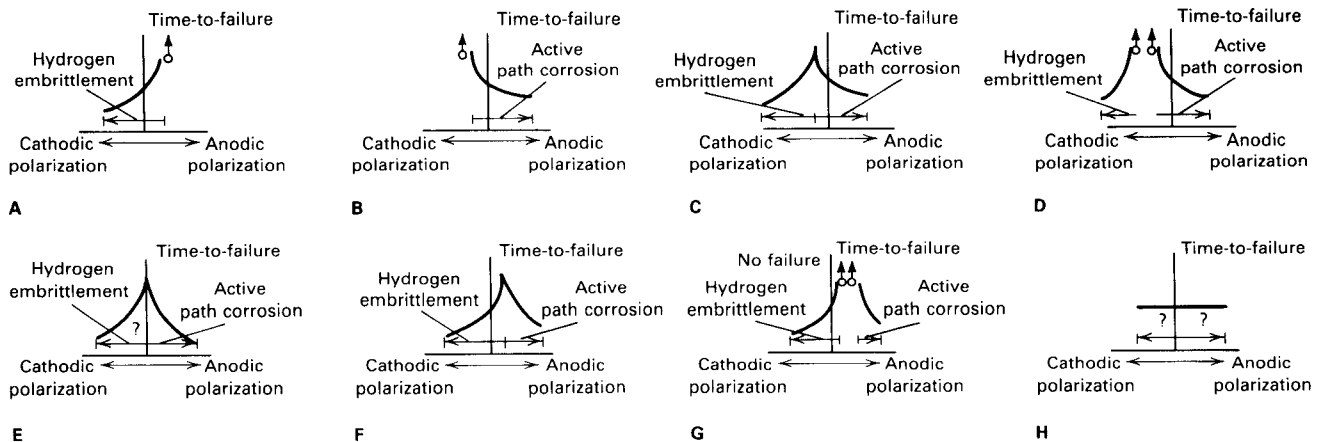 Time-to-failure
Hydrogen
embrittlement
Cathodic
polarization
Anodic
polarization
A
Time-to-failure
Active
path corrosion
Cathodic
polarization
Anodic
polarization
B
Time-to-failure
Hydrogen
embrittlement
Active
path corrosion
Cathodic
polarization
Anodic
polarization
C
Time-to-failure
Hydrogen
embrittlement
Active
path corrosion
Cathodic
polarization
Anodic
polarization
D
Time-to-failure
Hydrogen
embrittlement
Active
path corrosion
?
Cathodic
polarization
Anodic
polarization
E
Time-to-failure
Hydrogen
embrittlement
Active
path corrosion
Cathodic
polarization
Anodic
polarization
F
No failure
Time-to-failure
Hydrogen
embrittlement
Active
path corrosion
Cathodic
polarization
Anodic
polarization
G
Time-to-failure
? ?
Cathodic
polarization
Anodic
polarization
H